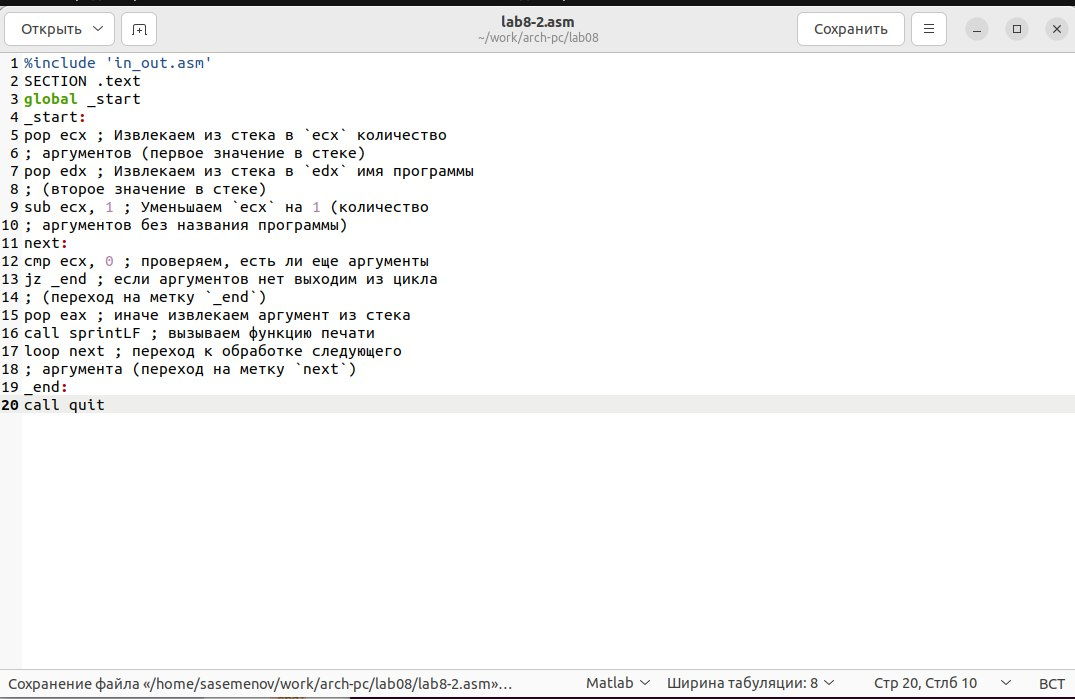 Открыть
lab8-2.asm
~/work/arch-pc/lab08
Сохранить
1 %include 'in_out.asm'
2 SECTION .text
3 global _start
4 _start:
5 pop ecx ; Извлекаем из стека в `ecx` количество
6 ; аргументов (первое значение в стеке)
7 pop edx ; Извлекаем из стека в `edx` имя программы
8 ; (второе значение в стеке)
9 sub ecx, 1 ; Уменьшаем `ecx` на 1 (количество
10 ; аргументов без названия программы)
11 next:
12 cmp ecx, 0 ; проверяем, есть ли еще аргументы
13 jz _end ; если аргументов нет выходим из цикла
14 ; (переход на метку `_end`)
15 pop eax ; иначе извлекаем аргумент из стека
16 call sprintLF ; вызываем функцию печати
17 loop next ; переход к обработке следующего
18 ; аргумента (переход на метку `next`)
19 _end:
20 call quit
Сохранение файла «/home/sasemenov/work/arch-pc/lab08/lab8-2.asm»… Matlab Ширина табуляции: 8 Стр 20, Стлб 10 ВСТ